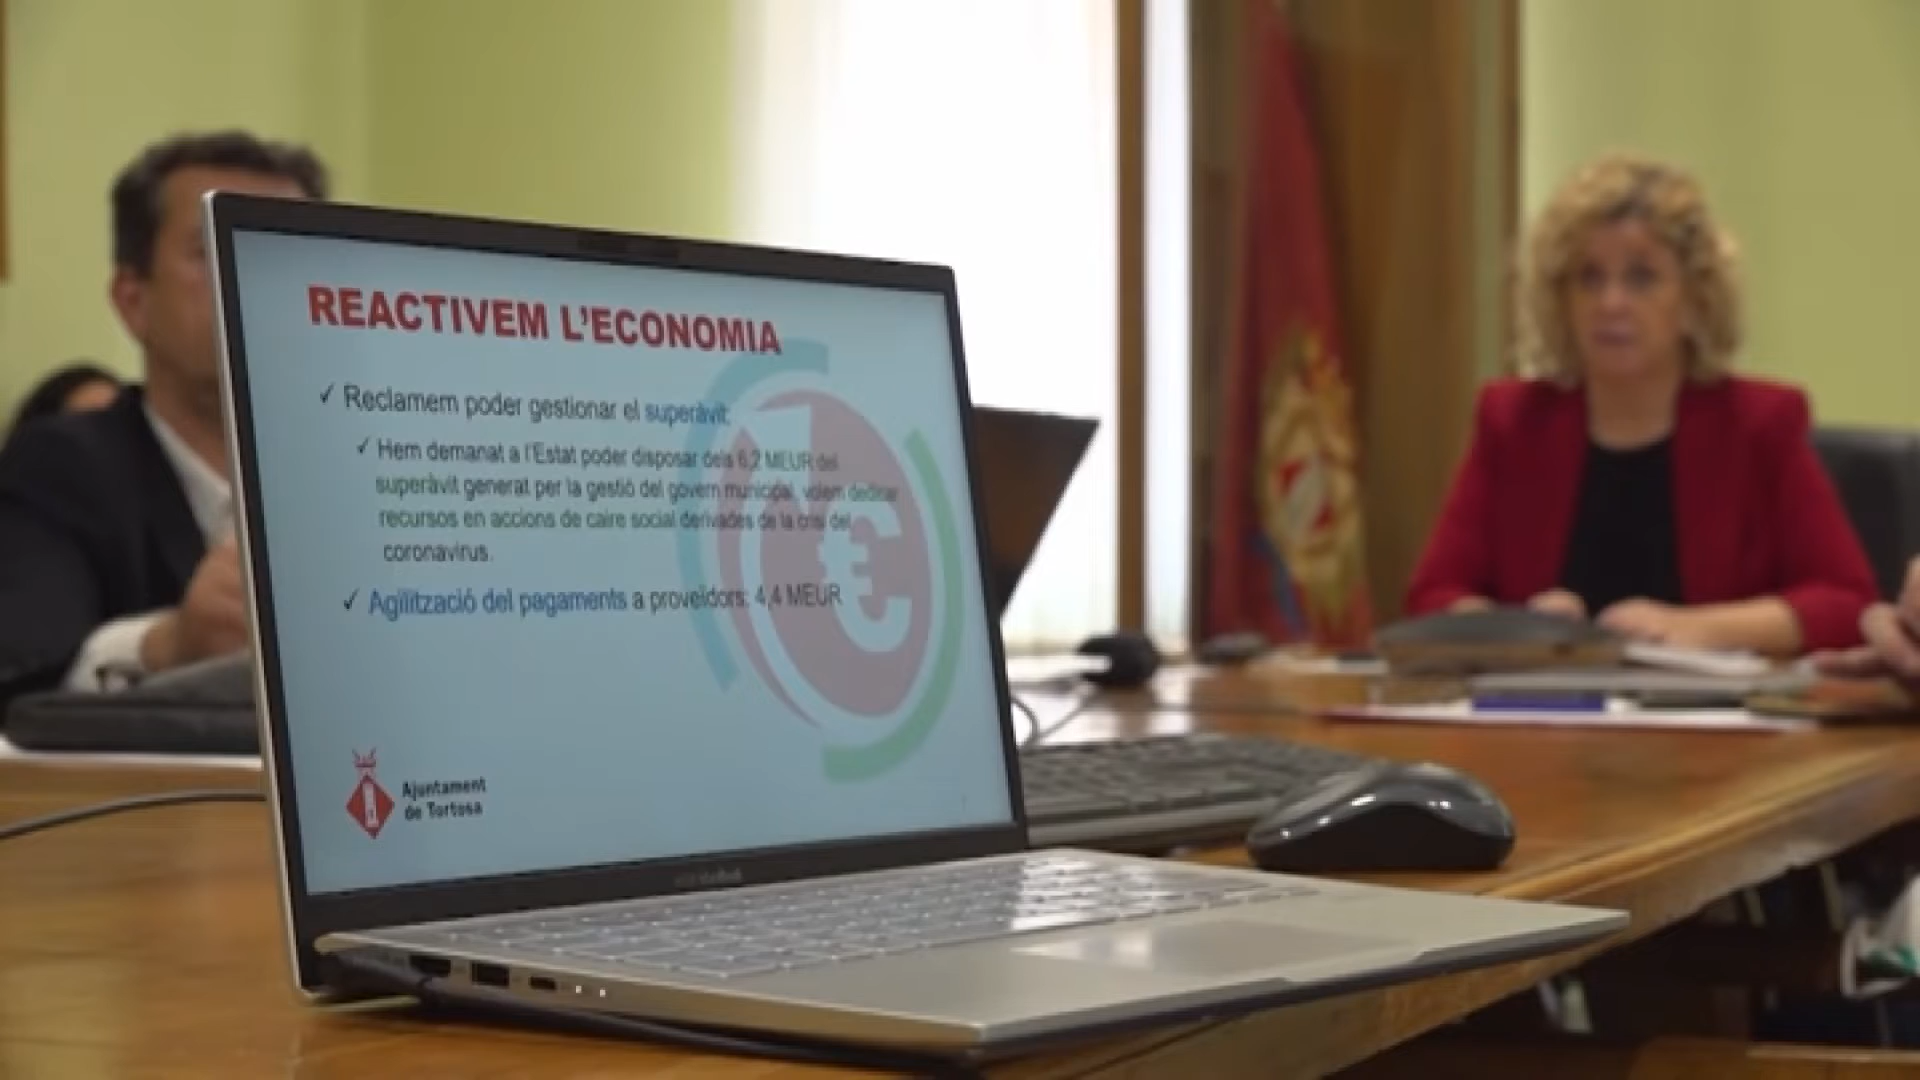 REACTIVEM L'ECONOMIA
✓ Reclamem poder gestionar el superàvit;
✓ Hem demanat a l'Estat poder disposar dels 6,2 MEUR del
superàvit generat per la gestió del govern municipal, volem dedicar
recursos en accions de caire social derivades de la crisi del
coronavirus.
✓ Agilització del pagaments a proveïdors: 4,4 MEUR
Ajuntament
de Tortosa